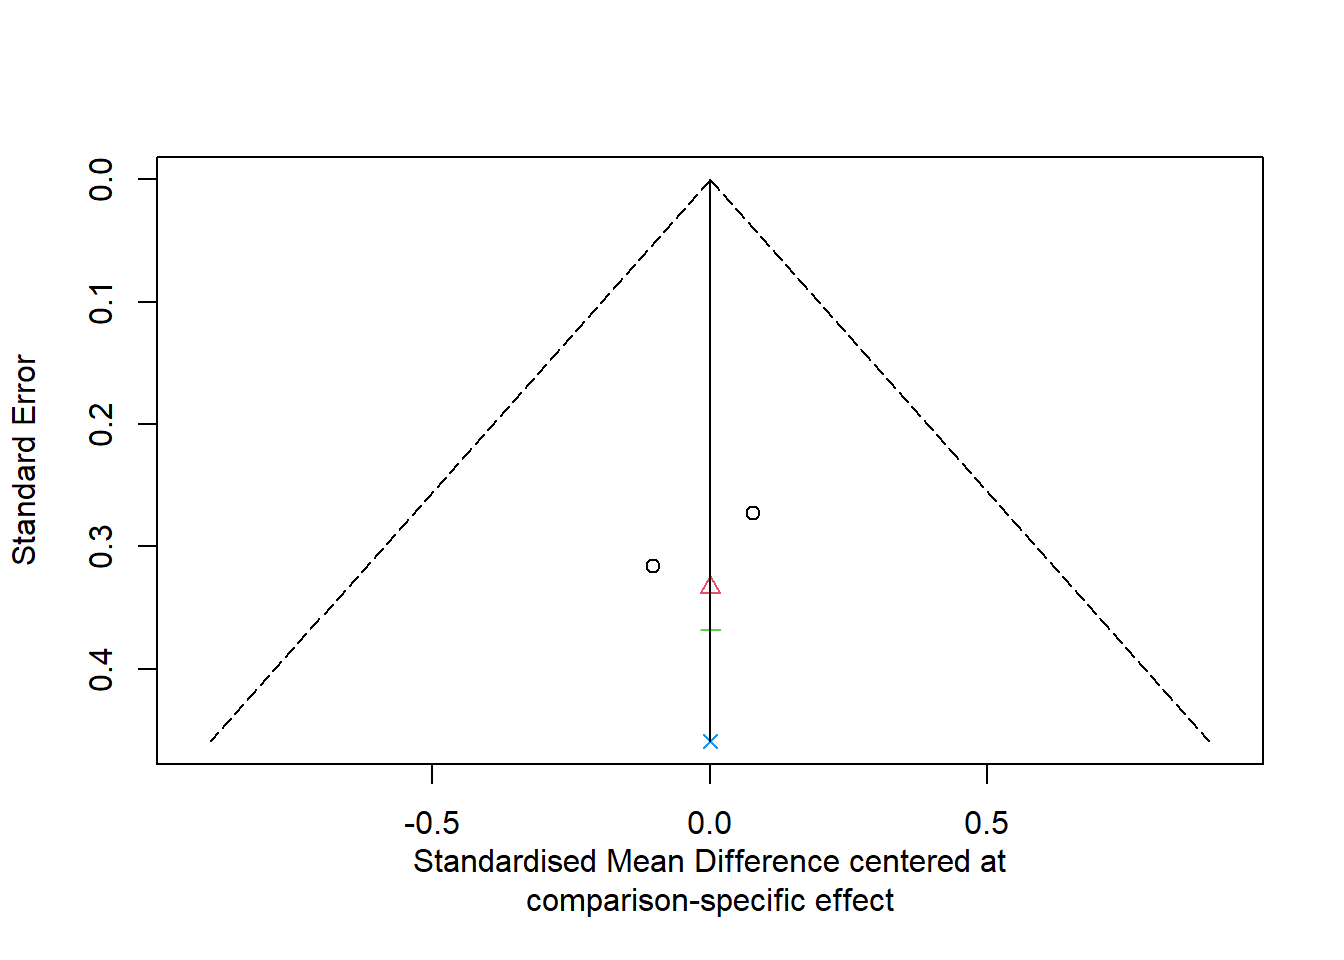 Standard Error
0.0
0.1
0.2
0.3
0.4
-0.5
0.0
0.5
Standardised Mean Difference centered at
comparison-specific effect